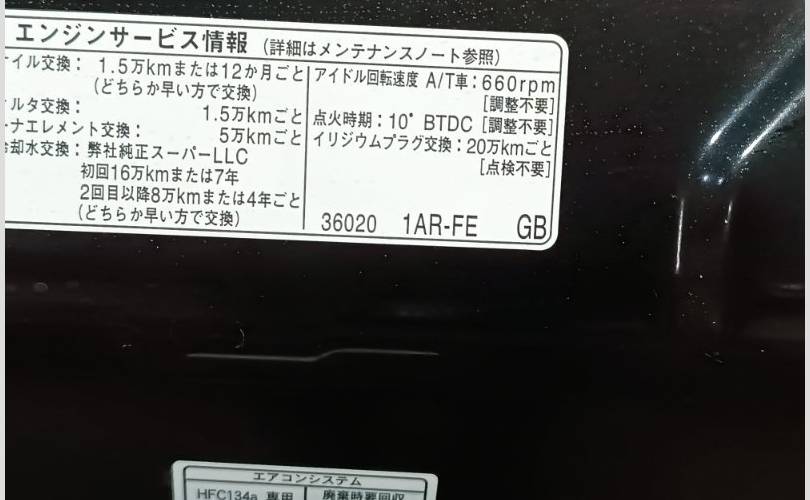 エンジンサービス情報 (詳細はメンテナンスノート参照)
イル交換: 1.5万kmまたは12か月ごと
(どちらか早い方で交換)
ルタ交換: 1.5万kmごと
ーナエレメント交換: 5万kmごと
却水交換: 弊社純正スーパーLLC
初回16万kmまたは7年
2回目以降8万kmまたは4年ごと
(どちらか早い方で交換)
アイドル回転速度 A/T車: 660rpm
[調整不要]
点火時期: 10° BTDC [調整不要]
イリジウムプラグ交換: 20万kmごと
[点検不要]
36020 1AR-FE GB
エアコンシステム
HFC134a 専用
廃棄時要回収